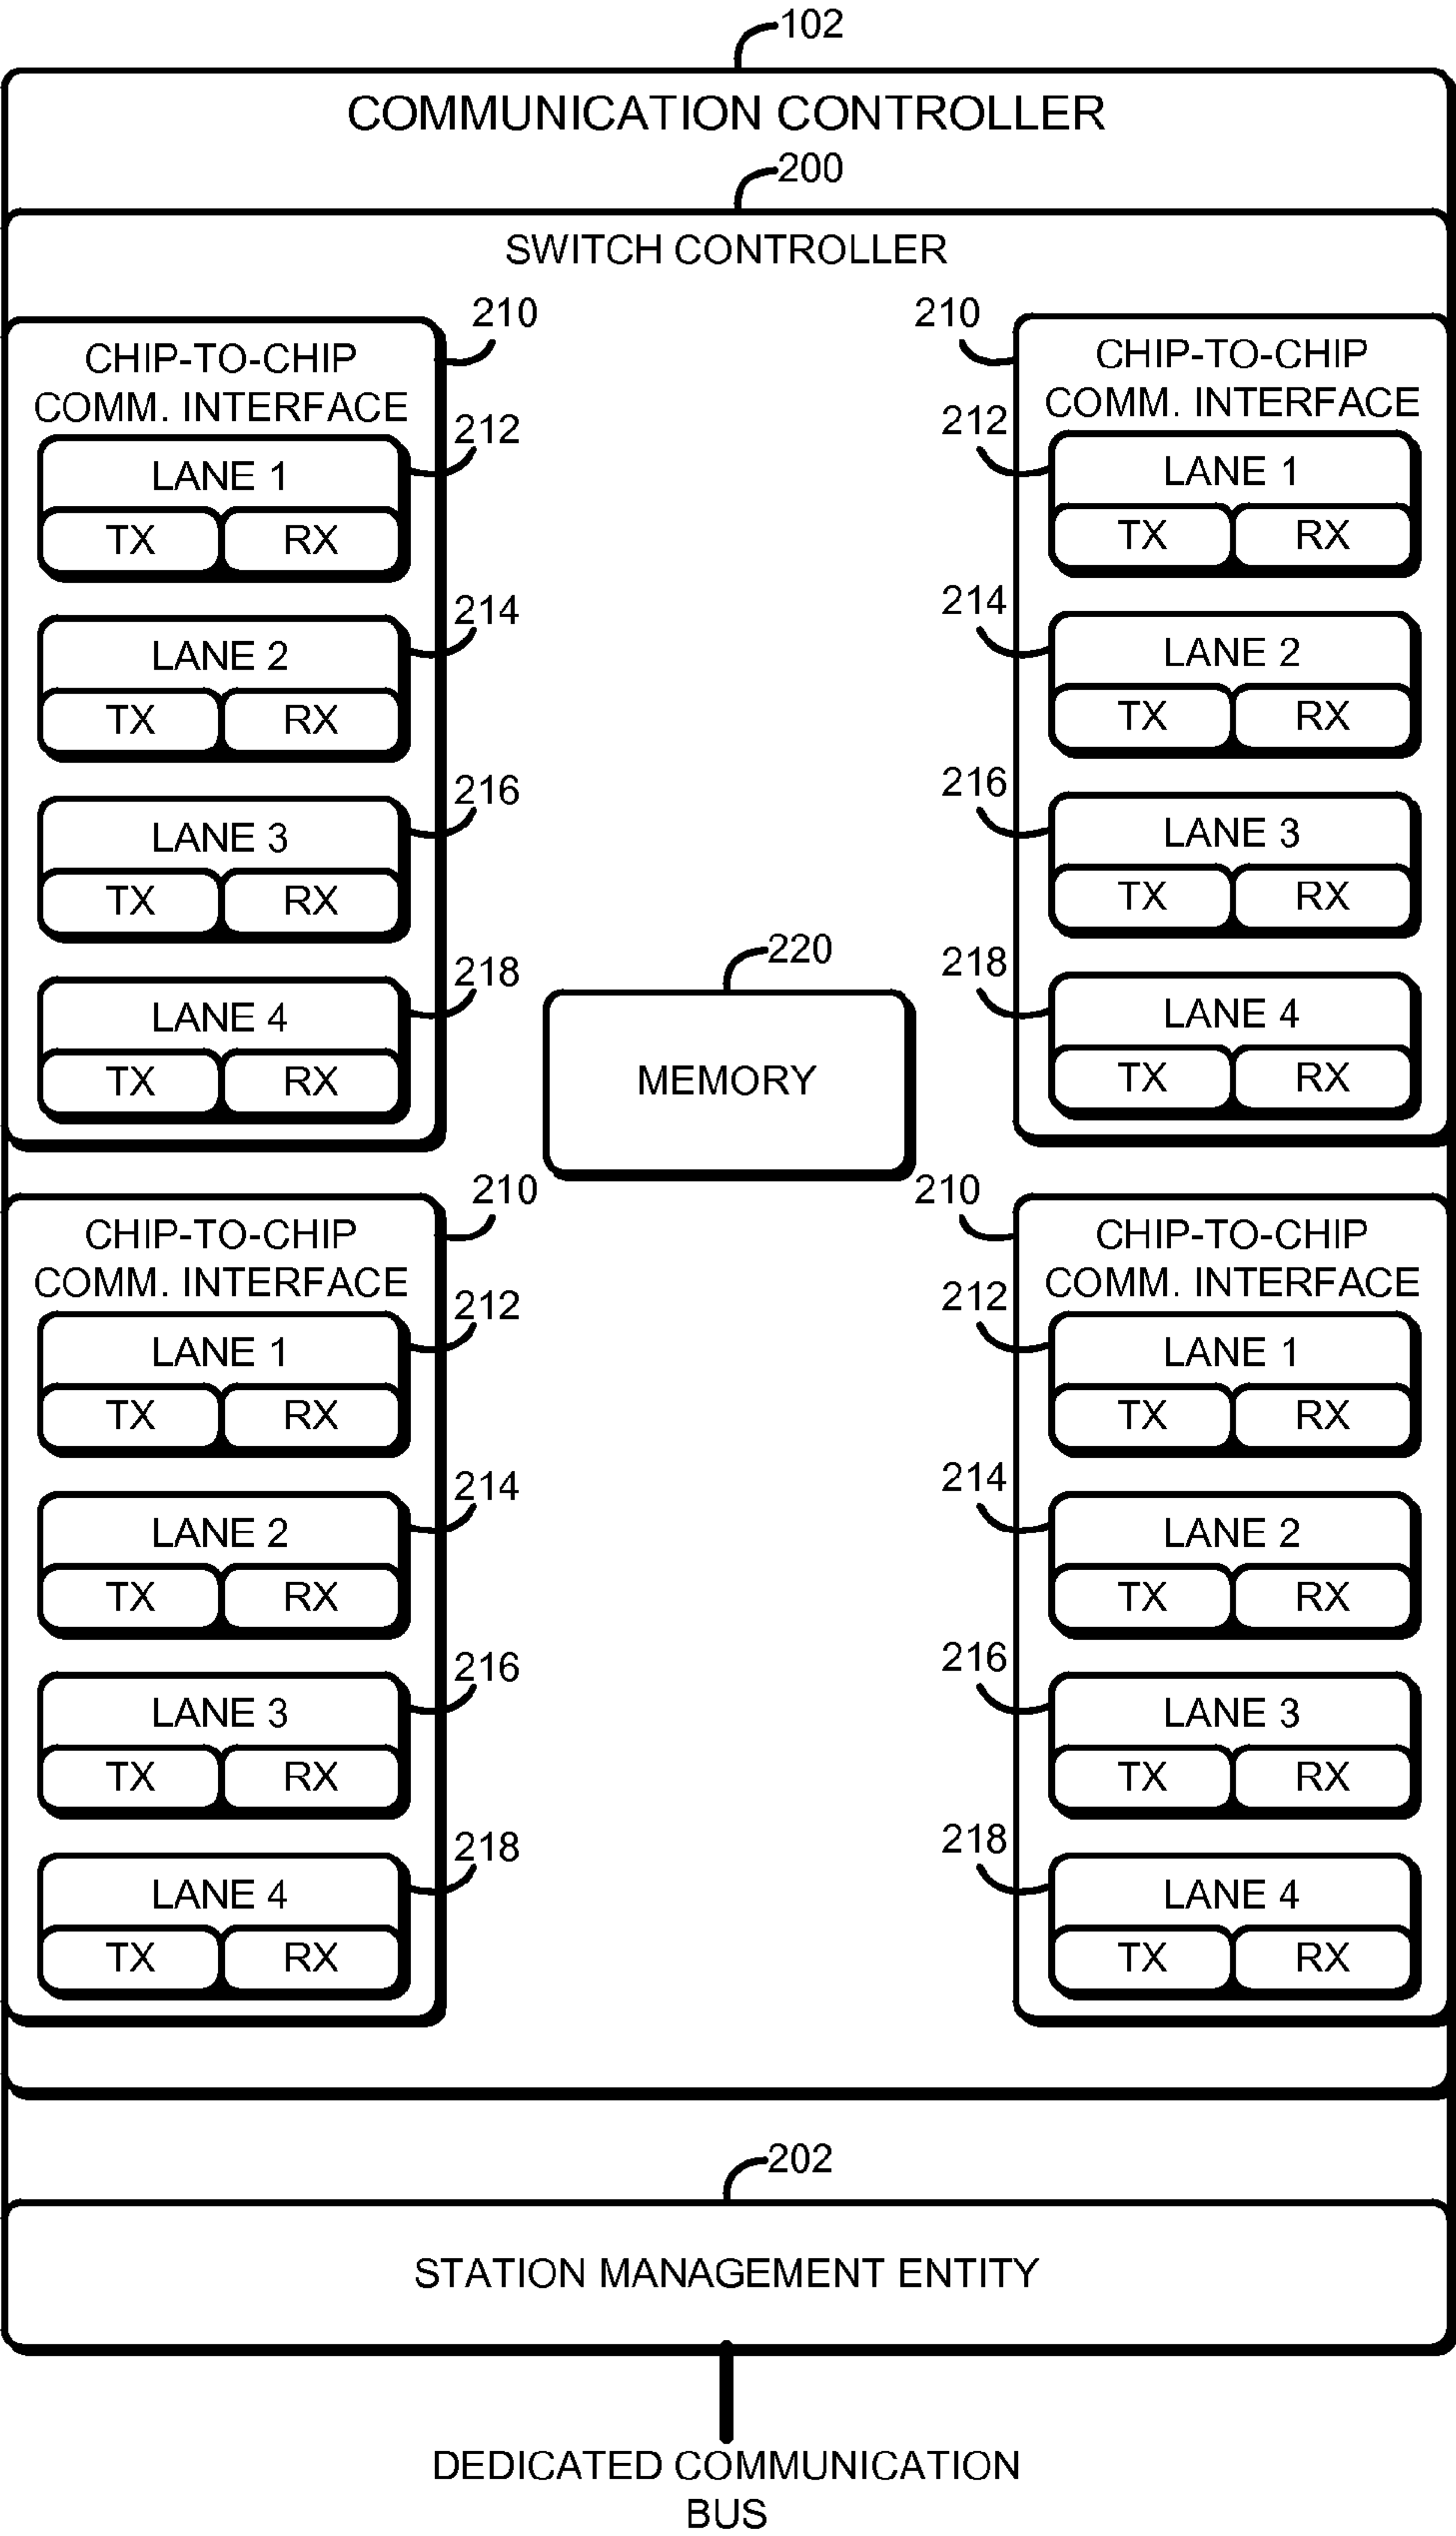 102
COMMUNICATION CONTROLLER
200
SWITCH CONTROLLER
210
CHIP-TO-CHIP
COMM. INTERFACE
212
LANE 1
TX RX
214
LANE 2
TX RX
216
LANE 3
TX RX
218
LANE 4
TX RX
210
CHIP-TO-CHIP
COMM. INTERFACE
212
LANE 1
TX RX
214
LANE 2
TX RX
216
LANE 3
TX RX
218
LANE 4
TX RX
220
MEMORY
210
CHIP-TO-CHIP
COMM. INTERFACE
212
LANE 1
TX RX
214
LANE 2
TX RX
216
LANE 3
TX RX
218
LANE 4
TX RX
210
CHIP-TO-CHIP
COMM. INTERFACE
212
LANE 1
TX RX
214
LANE 2
TX RX
216
LANE 3
TX RX
218
LANE 4
TX RX
202
STATION MANAGEMENT ENTITY
DEDICATED COMMUNICATION
BUS